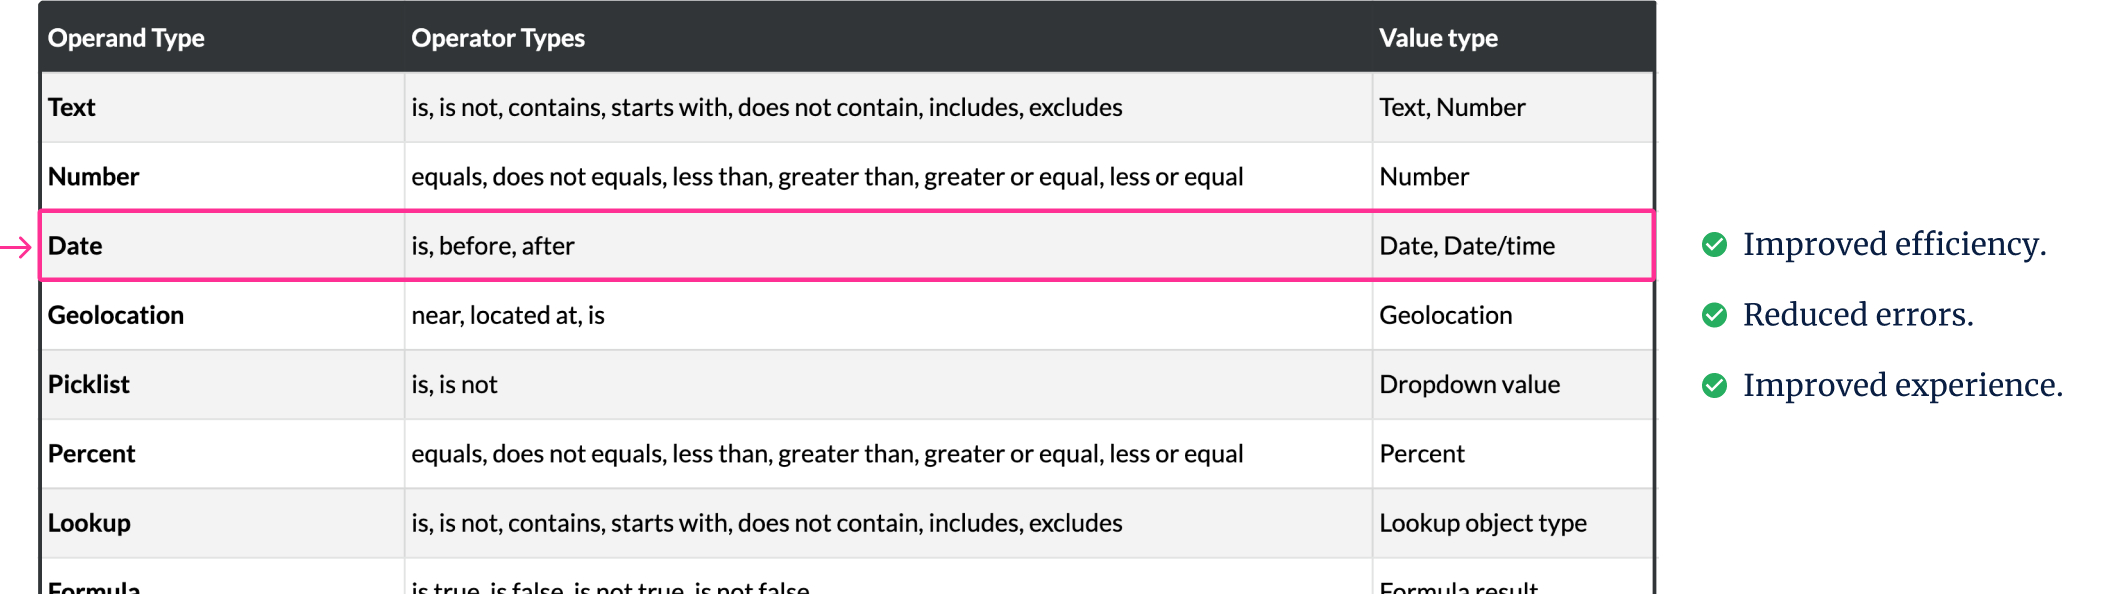 Operand Type Operator Types Value type
Text is, is not, contains, starts with, does not contain, includes, excludes Text, Number
Number equals, does not equals, less than, greater than, greater or equal, less or equal Number
Date is, before, after Date, Date/time Improved efficiency.
Geolocation near, located at, is Geolocation Reduced errors.
Picklist is, is not Dropdown value Improved experience.
Percent equals, does not equals, less than, greater than, greater or equal, less or equal Percent
Lookup is, is not, contains, starts with, does not contain, includes, excludes Lookup object type
Formula is true, is false, is not true, is not false Formula result